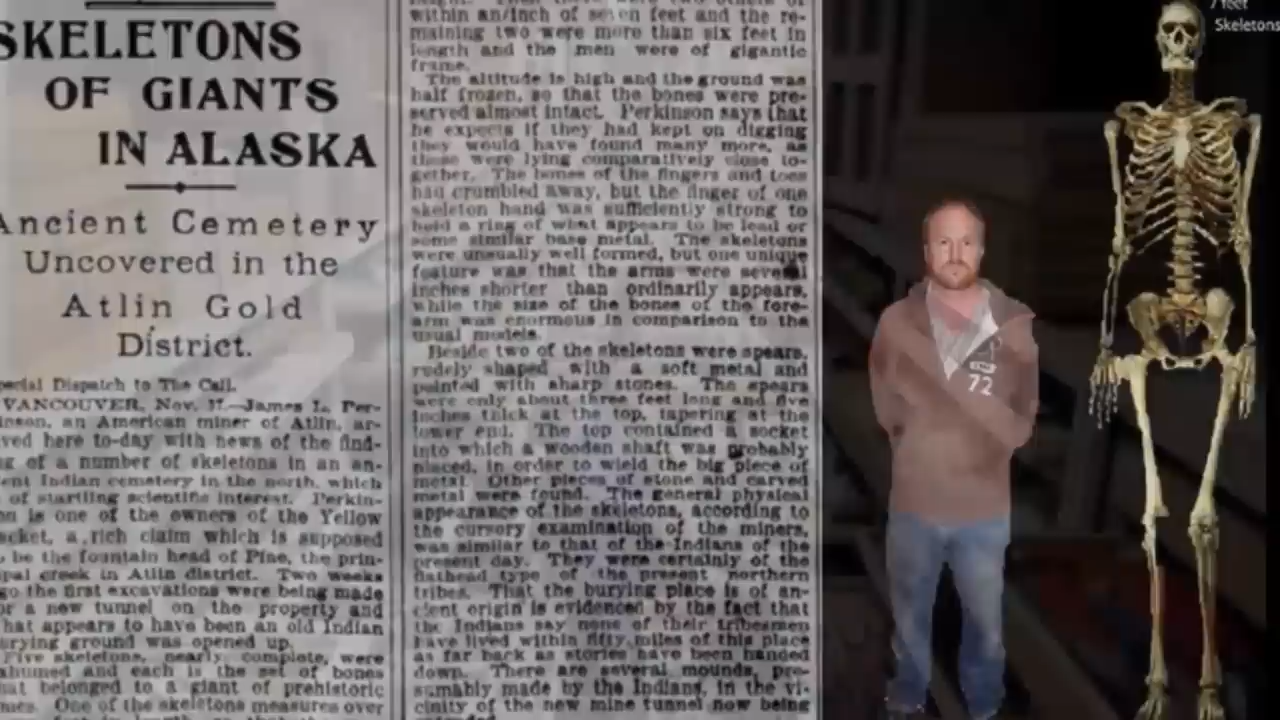 SKELETONS
OF GIANTS
IN ALASKA
Ancient Cemetery
Uncovered in the
Atlin Gold
District.
Special Dispatch to The Call.
VANCOUVER, Nov. 17.—James L. Per-
kinson, an American miner of Atlin, ar-
ved here to-day with news of the find-
of a number of skeletons in an an-
ent Indian cemetery in the north, which
of startling scientific interest. Perkin-
is one of the owners of the Yellow
acket, a rich claim which is supposed
be the fountain head of Pine, the prin-
pal creek in Atlin district. Two weeks
go the first excavations were being made
or a new tunnel on the property and
hat appears to have been an old Indian
urying ground was opened up.
Five skeletons, nearly complete, were
xhumed and each is the set of bones
hat belonged to a giant of prehistoric
mes. One of the skeletons measures over
within an inch of seven feet and the re-
maining two were more than six feet in
length and the men were of gigantic
frame.
The altitude is high and the ground was
half frozen, so that the bones were pre-
served almost intact. Perkinson says that
he expects if they had kept on digging
they would have found many more, as
these were lying comparatively close to-
gether. The bones of the fingers and toes
had crumbled away, but the finger of one
skeleton hand was sufficiently strong to
hold a ring of what appears to be lead or
some similar base metal. The skeletons
were unusually well formed, but one unique
feature was that the arms were several
inches shorter than ordinarily appears,
while the size of the bones of the fore-
arm was enormous in comparison to the
usual models.
Beside two of the skeletons were spears,
rudely shaped with a soft metal and
pointed with sharp stones. The spears
were only about three feet long and five
inches thick at the top, tapering at the
lower end. The top contained a socket
into which a wooden shaft was probably
placed, in order to wield the big piece of
metal. Other pieces of stone and carved
metal were found. The general physical
appearance of the skeletons, according to
the cursory examination of the miners,
was similar to that of the Indians of the
present day. They were certainly of the
flathead type of the present northern
tribes. That the burying place is of an-
cient origin is evidenced by the fact that
the Indians say none of their tribesmen
have lived within fifty miles of this place
as far back as stories have been handed
down. There are several mounds, pre-
sumably made by the Indians, in the vi-
cinity of the new mine tunnel now being
72
7 feet
Skeletons